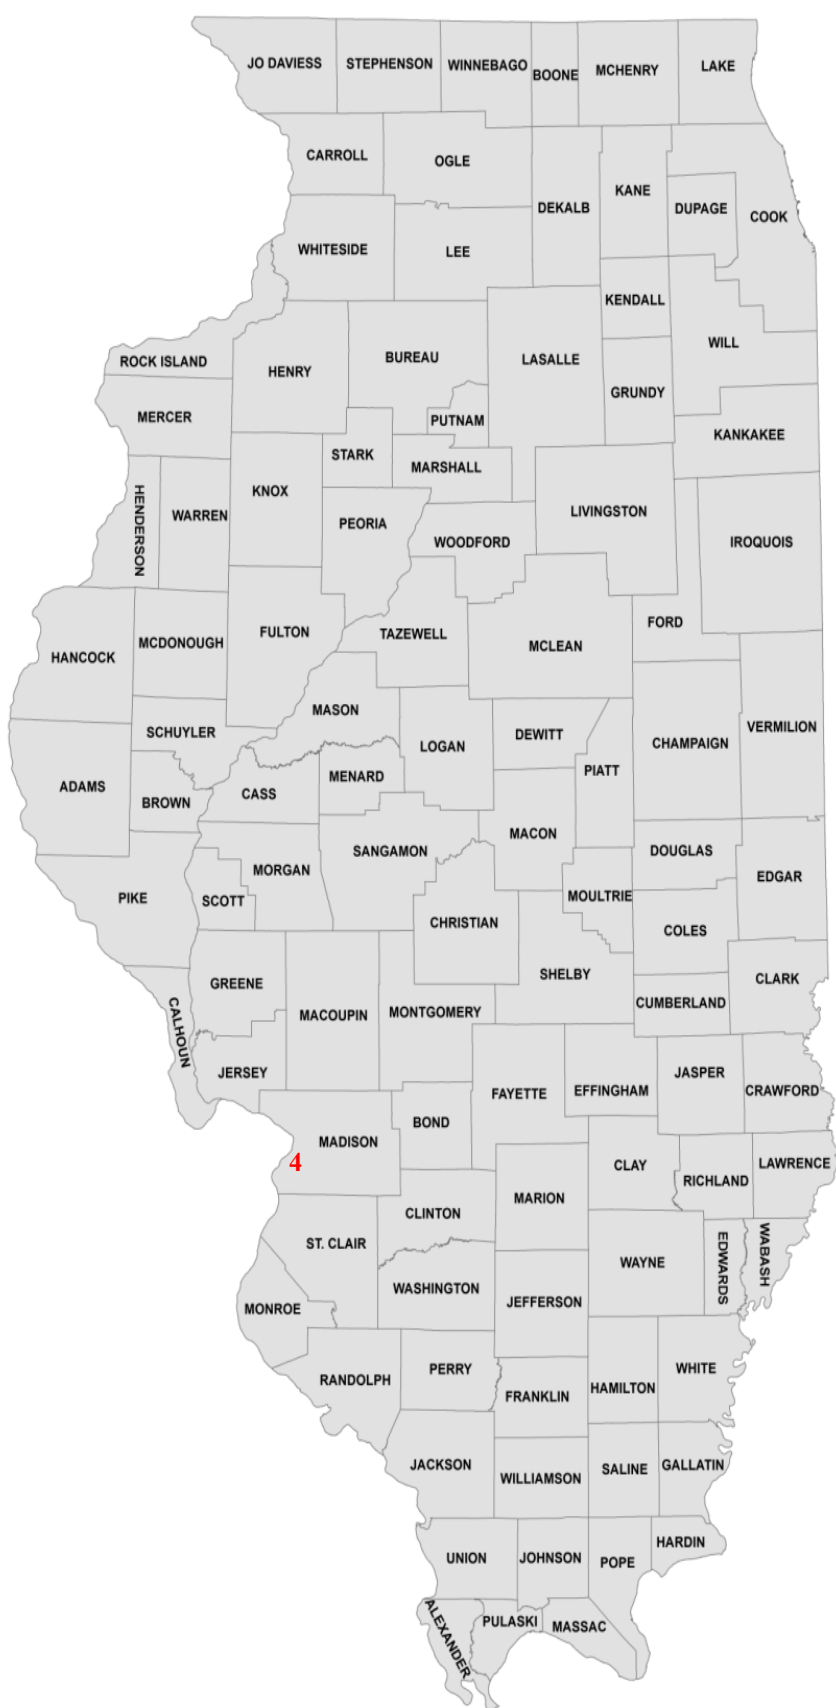 JO DAVIESS
STEPHENSON
WINNEBAGO
BOONE
MCHENRY
LAKE
CARROLL
OGLE
DEKALB
KANE
DUPAGE
COOK
WHITESIDE
LEE
KENDALL
ROCK ISLAND
HENRY
BUREAU
LASALLE
GRUNDY
WILL
MERCER
PUTNAM
KANKAKEE
STARK
MARSHALL
HENDERSON
WARREN
KNOX
PEORIA
WOODFORD
LIVINGSTON
IROQUOIS
HANCOCK
MCDONOUGH
FULTON
TAZEWELL
MCLEAN
FORD
SCHUYLER
MASON
LOGAN
DEWITT
PIATT
CHAMPAIGN
VERMILION
ADAMS
BROWN
CASS
MENARD
MACON
DOUGLAS
EDGAR
PIKE
SCOTT
MORGAN
SANGAMON
CHRISTIAN
MOULTRIE
COLES
SHELBY
CUMBERLAND
CLARK
CALHOUN
GREENE
MACOUPIN
MONTGOMERY
JERSEY
FAYETTE
EFFINGHAM
JASPER
CRAWFORD
MADISON
4
BOND
CLAY
RICHLAND
LAWRENCE
MARION
ST. CLAIR
CLINTON
WAYNE
EDWARDS
WABASH
WASHINGTON
MONROE
JEFFERSON
RANDOLPH
PERRY
FRANKLIN
HAMILTON
WHITE
JACKSON
WILLIAMSON
SALINE
GALLATIN
UNION
JOHNSON
POPE
HARDIN
ALEXANDER
PULASKI
MASSAC